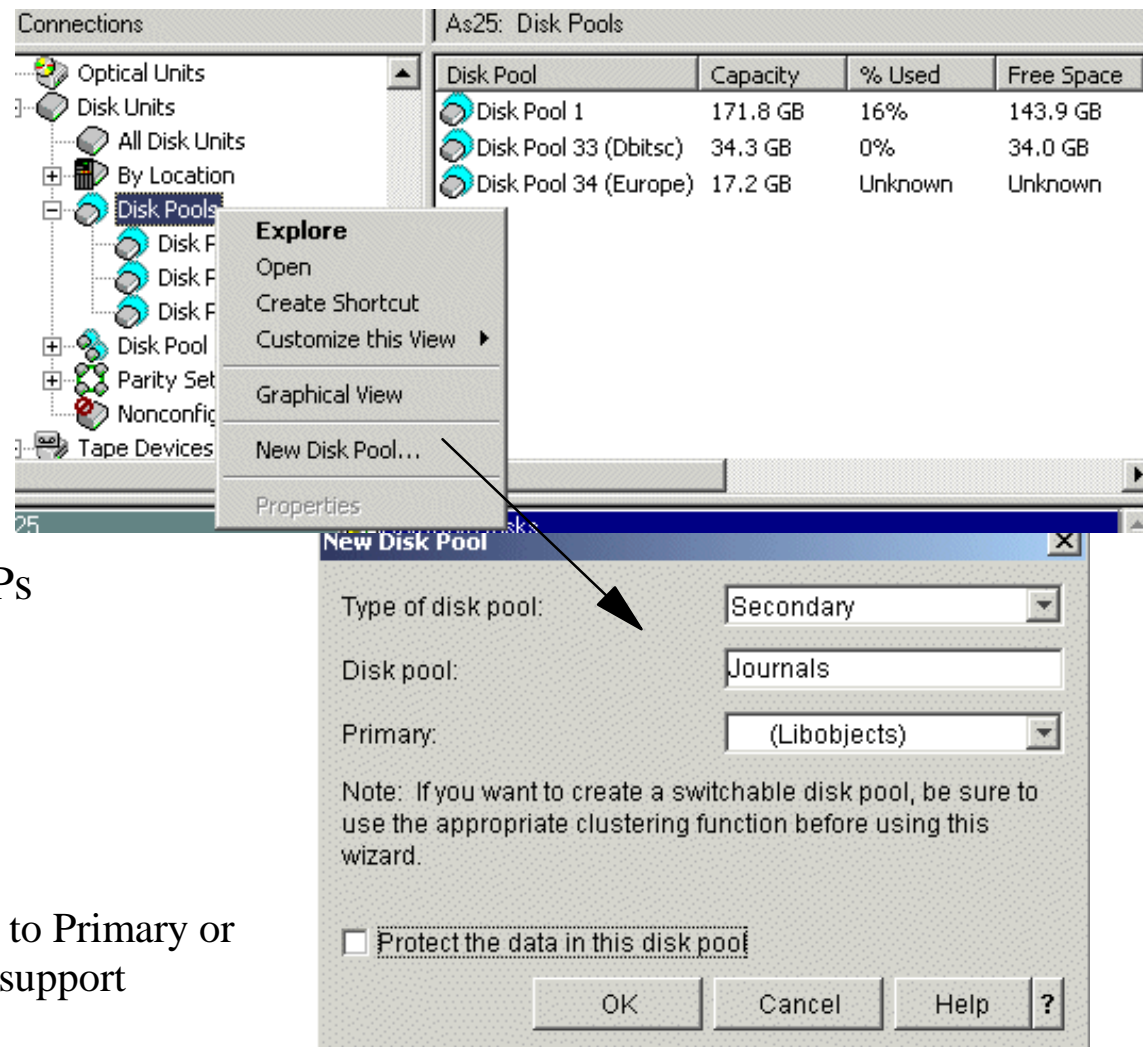 Connections
As25: Disk Pools
Optical Units
Disk Units
All Disk Units
By Location
Disk Pools
Disk P
Disk P
Disk P
Disk Pool
Parity Set
Nonconfig
Tape Devices
Disk Pool Capacity % Used Free Space
Disk Pool 1 171.8 GB 16% 143.9 GB
Disk Pool 33 (Dbitsc) 34.3 GB 0% 34.0 GB
Disk Pool 34 (Europe) 17.2 GB Unknown Unknown
Explore
Open
Create Shortcut
Customize this View
Graphical View
New Disk Pool...
Properties
25
New Disk Pool
Type of disk pool: Secondary
Disk pool: Journals
Primary: (Libobjects)
Note: If you want to create a switchable disk pool, be sure to
use the appropriate clustering function before using this
wizard.
Protect the data in this disk pool
OK Cancel Help ?
Ps
to Primary or
support